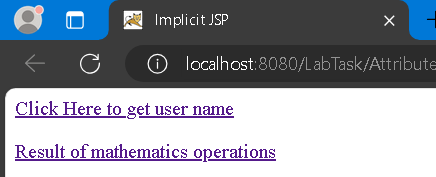 Implicit JSP
localhost:8080/LabTask/Attribute
Click Here to get user name
Result of mathematics operations